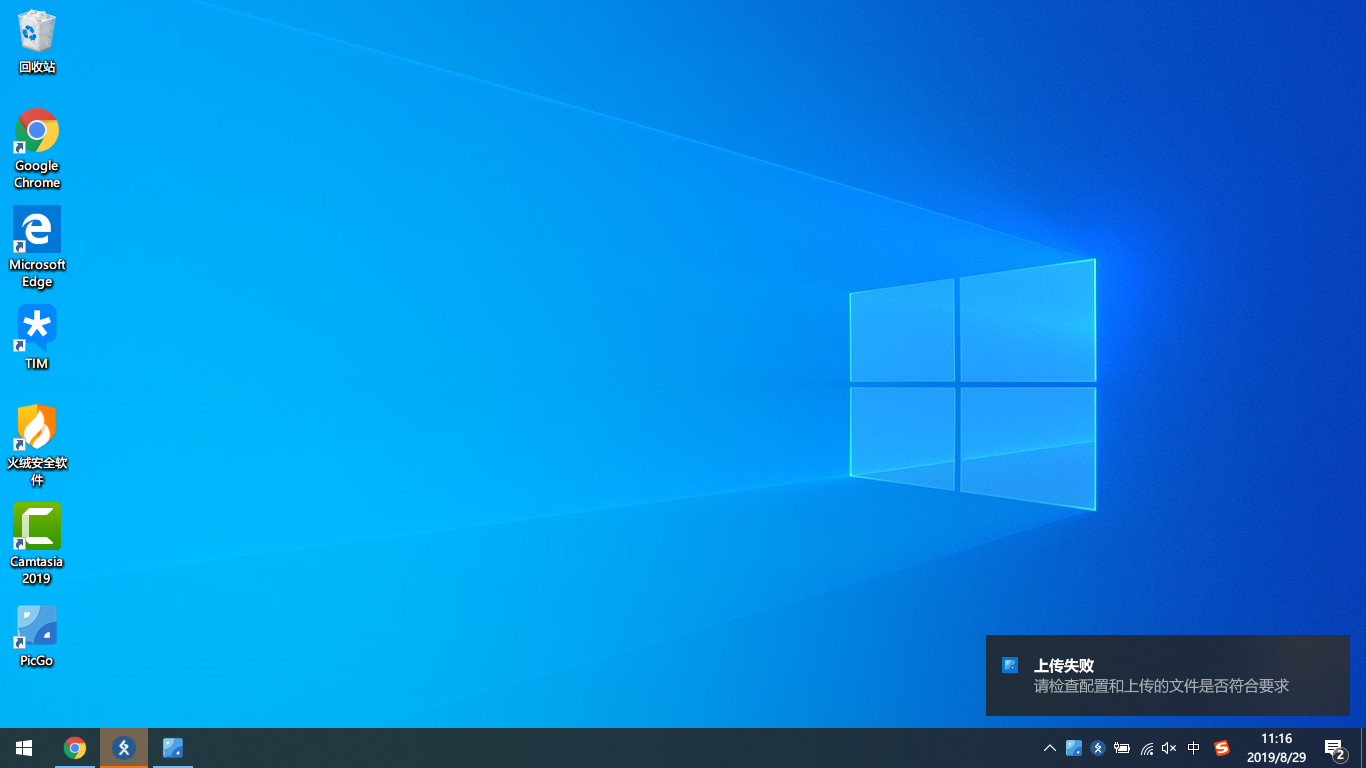 回收站
Google
Chrome
Microsoft
Edge
TIM
火绒安全软
件
Camtasia
2019
PicGo
上传失败
请检查配置和上传的文件是否符合要求
中
11:16
2019/8/29
2